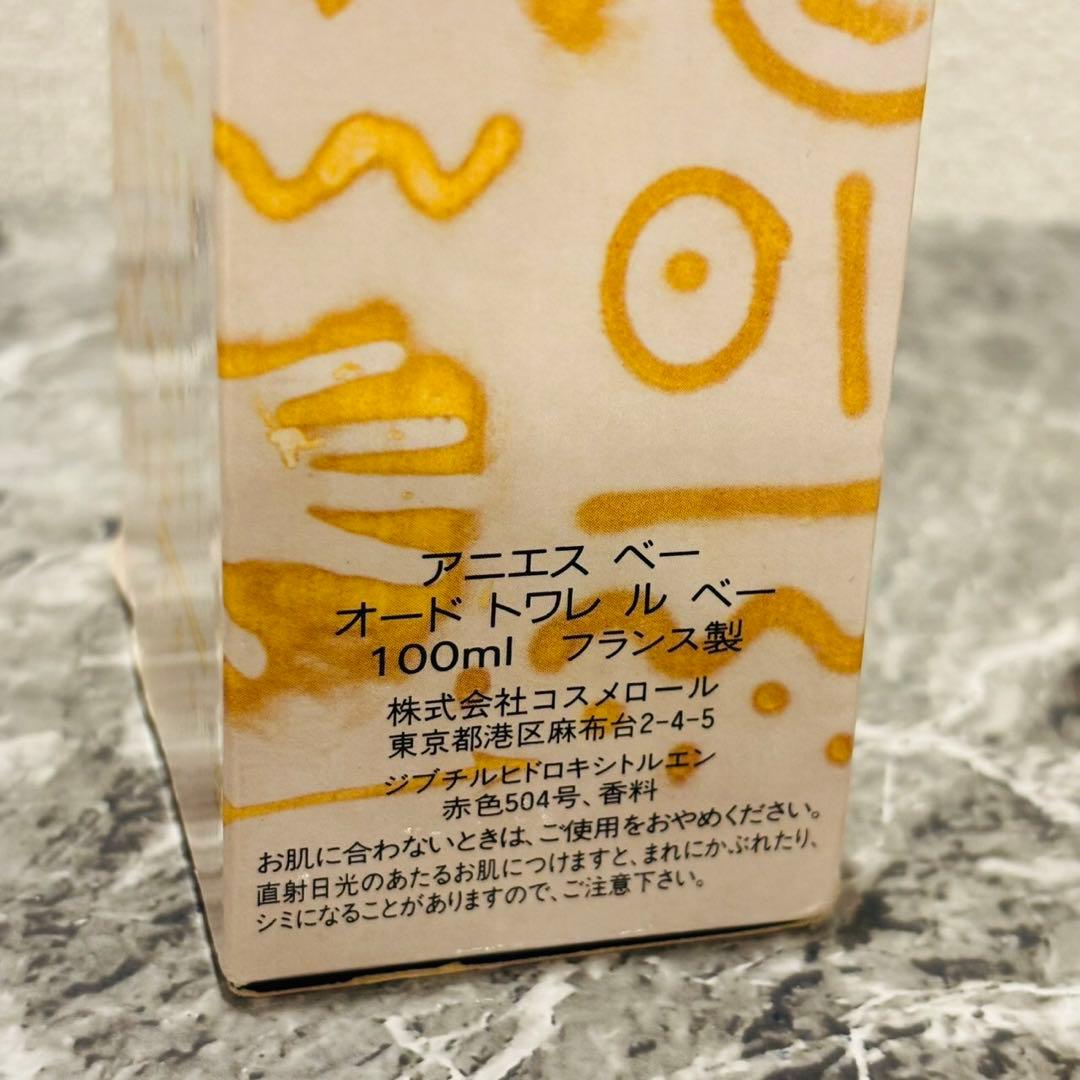 アニエス ベー
オード トワレ ル ベー
100ml フランス製
株式会社コスメロール
東京都港区麻布台2-4-5
ジブチルヒドロキシトルエン
赤色504号、香料
お肌に合わないときは、ご使用をおやめください。
直射日光のあたるお肌につけますと、まれにかぶれたり、
シミになることがありますので、ご注意下さい。